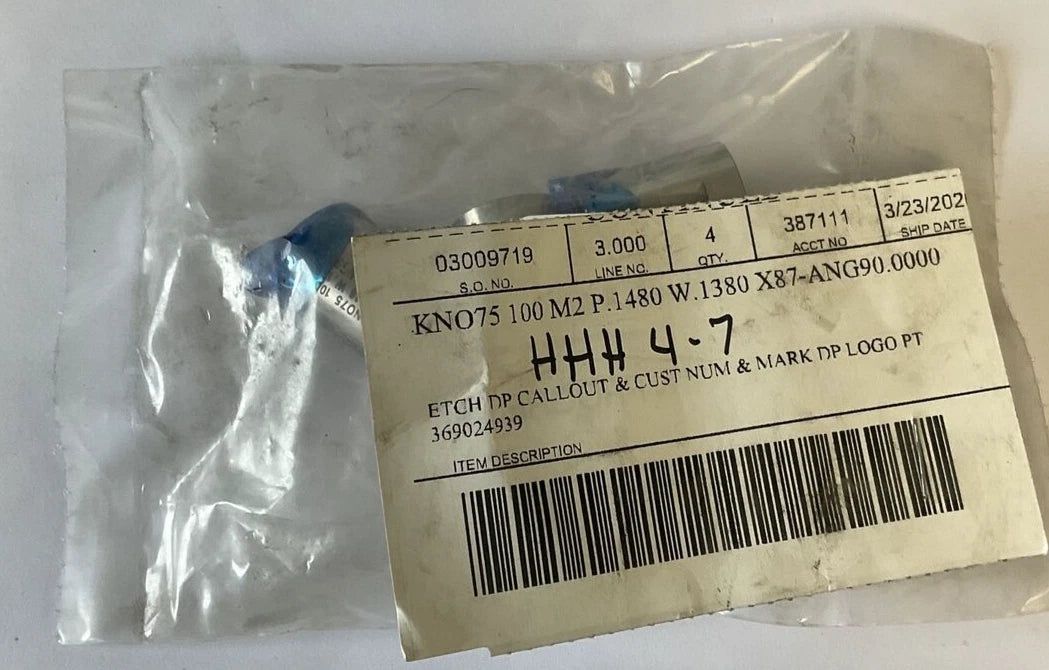 03009719 3.000 4 387111 3/23/202
S.O. NO. LINE NO. QTY. ACCT NO SHIP DATE
KNO75 100 M2 P.1480 W.1380 X87-ANG90.0000
HHH 4-7
ETCH DP CALLOUT & CUST NUM & MARK DP LOGO PT
369024939
ITEM DESCRIPTION